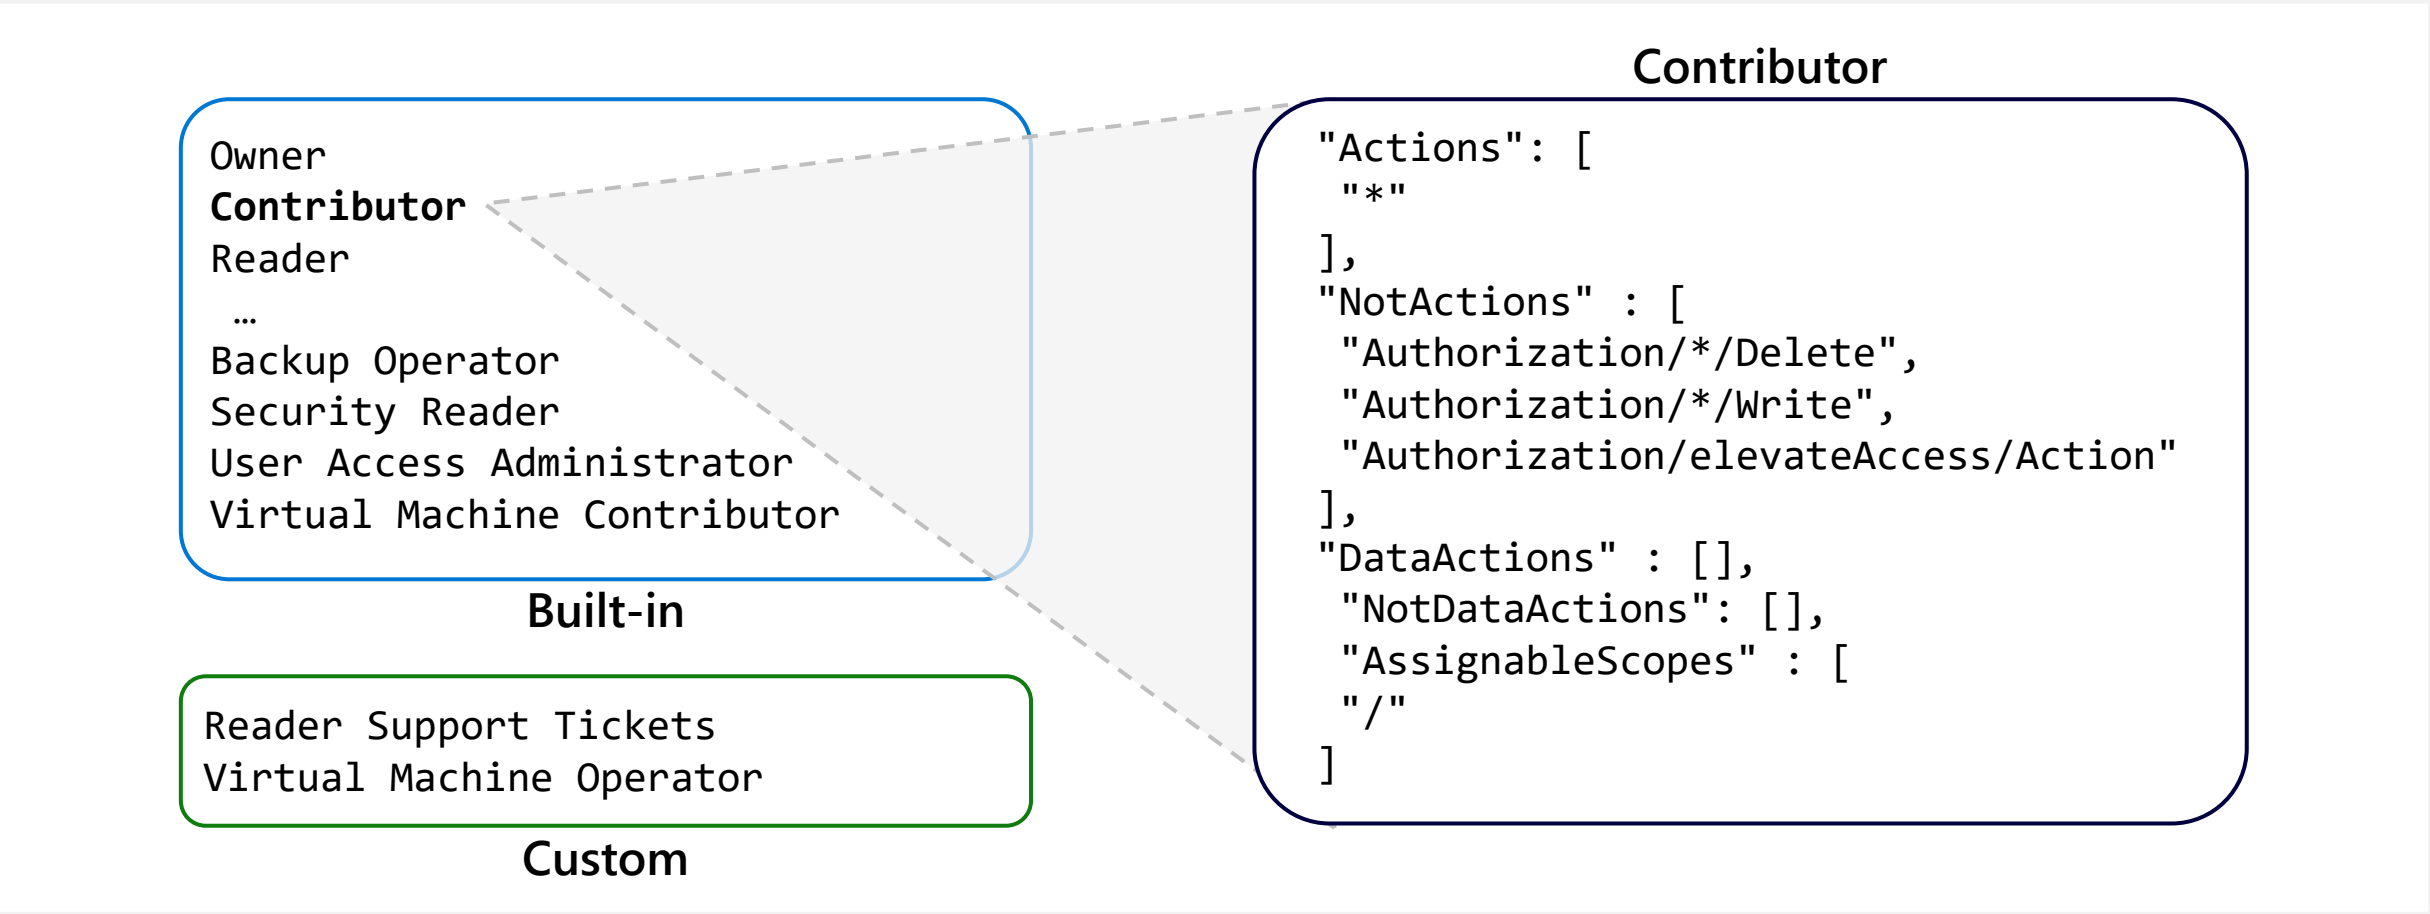 Owner
Contributor
Reader
…
Backup Operator
Security Reader
User Access Administrator
Virtual Machine Contributor
Built-in
Reader Support Tickets
Virtual Machine Operator
Custom
Contributor
"Actions": [
"*"
],
"NotActions" : [
"Authorization/*/Delete",
"Authorization/*/Write",
"Authorization/elevateAccess/Action"
],
"DataActions" : [],
"NotDataActions": [],
"AssignableScopes" : [
"/"
]